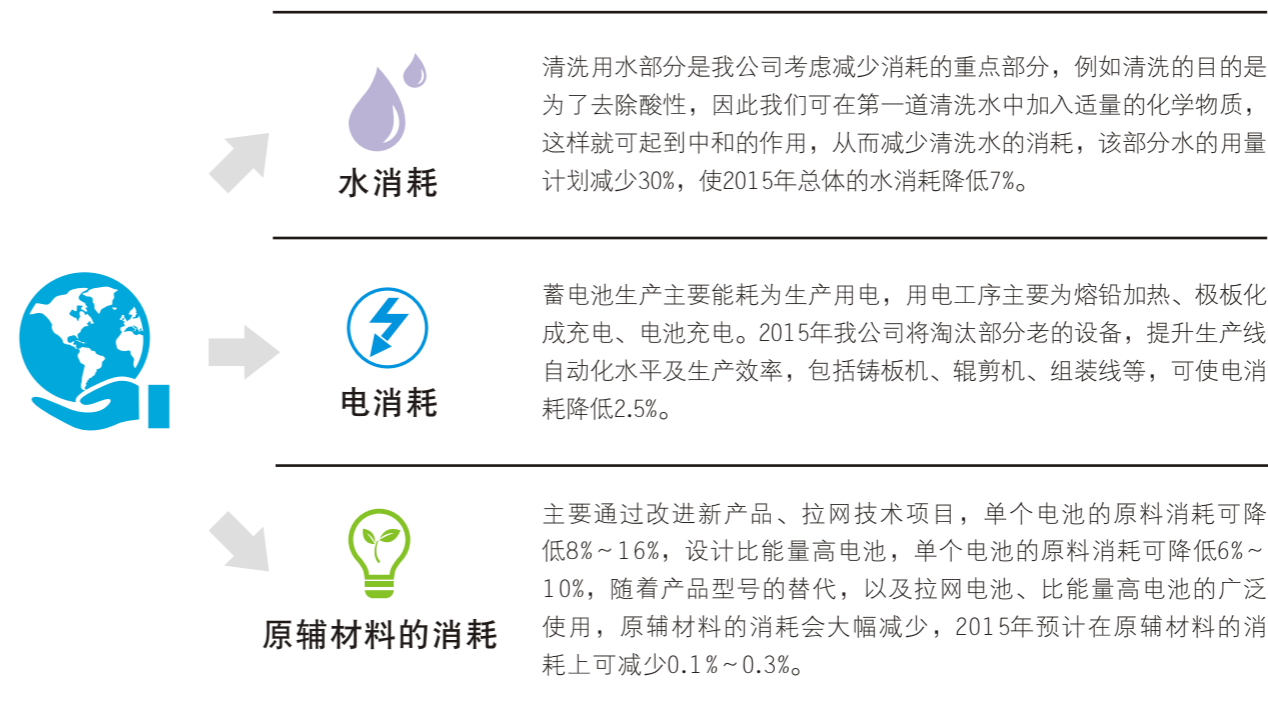 清洗用水部分是我公司考虑减少消耗的重点部分，例如清洗的目的是
为了去除酸性，因此我们可在第一道清洗水中加入适量的化学物质，
这样就可起到中和的作用，从而减少清洗水的消耗，该部分水的用量
计划减少30%，使2015年总体的水消耗降低7%。
水消耗
蓄电池生产主要能耗为生产用电，用电工序主要为熔铅加热、极板化
成充电、电池充电。2015年我公司将淘汰部分老的设备，提升生产线
自动化水平及生产效率，包括铸板机、辊剪机、组装线等，可使电消
耗降低2.5%。
电消耗
主要通过改进新产品、拉网技术项目，单个电池的原料消耗可降
低8%～16%，设计比能量高电池，单个电池的原料消耗可降低6%～
10%，随着产品型号的替代，以及拉网电池、比能量高电池的广泛
使用，原辅材料的消耗会大幅减少，2015年预计在原辅材料的消
耗上可减少0.1%～0.3%。
原辅材料的消耗